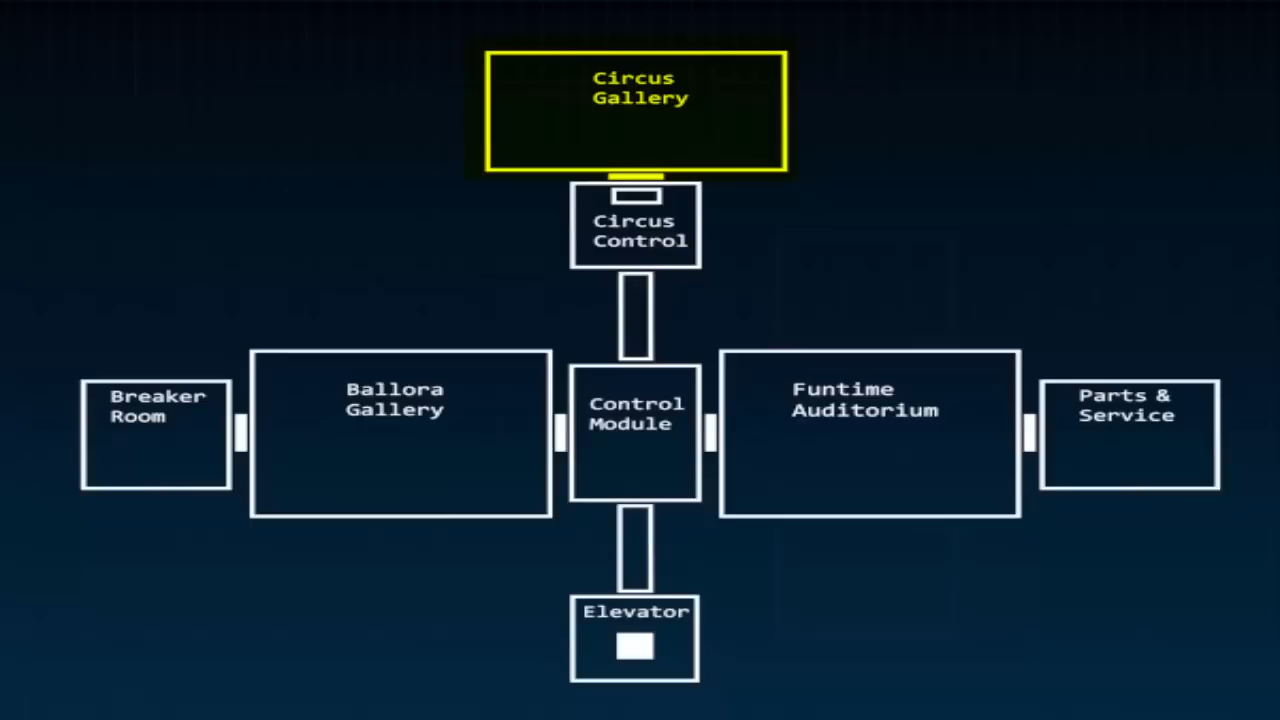 Circus
Gallery
Circus
Control
Breaker
Room
Ballora
Gallery
Control
Module
Funtime
Auditorium
Parts &
Service
Elevator